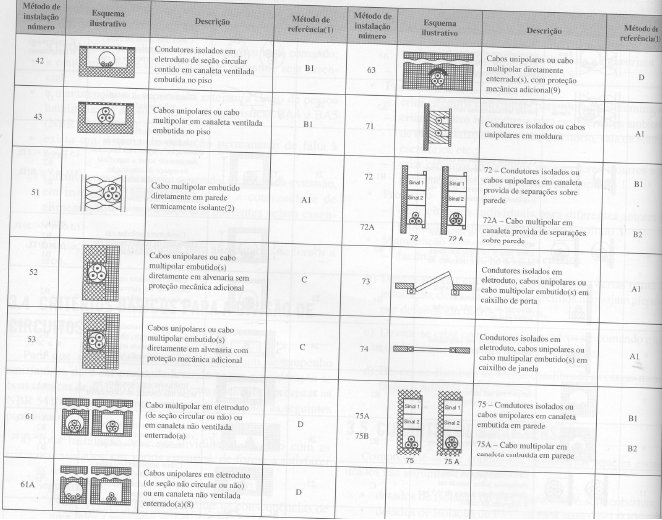 Método de instalação número
Esquema ilustrativo
Descrição
Método de referência(1)
42
Condutores isolados em
eletroduto de seção circular
contido em canaleta ventilada
embutida no piso
B1
43
Cabos unipolares ou cabo
multipolar em canaleta ventilada
embutida no piso
B1
51
Cabo multipolar embutido
diretamente em parede
termicamente isolante(2)
A1
52
Cabos unipolares ou cabo
multipolar embutido(s)
diretamente em alvenaria sem
proteção mecânica adicional
C
53
Cabos unipolares ou cabo
multipolar embutido(s)
diretamente em alvenaria com
proteção mecânica adicional
C
61
Cabo multipolar em eletroduto
(de seção circular ou não) ou
em canaleta não ventilada
enterrado(a)
D
61A
Cabos unipolares em eletroduto
(de seção não circular ou não)
ou em canaleta não ventilada
enterrado(a)(8)
D
Método de instalação número
Esquema ilustrativo
Descrição
Método de referência(1)
63
Cabos unipolares ou cabo
multipolar diretamente
enterrado(s), com proteção
mecânica adicional(9)
D
71
Condutores isolados ou cabos
unipolares em moldura
A1
72
72A
Sinal 1
Sinal 2
Sinal 1
Sinal 2
72
72 A
72 – Condutores isolados ou
cabos unipolares em canaleta
provida de separações sobre
parede
72A – Cabo multipolar em
canaleta provida de separações
sobre parede
B1
B2
73
Condutores isolados em
eletroduto, cabos unipolares ou
cabo multipolar embutido(s) em
caixilho de porta
A1
74
Condutores isolados em
eletroduto, cabos unipolares ou
cabo multipolar embutido(s) em
caixilho de janela
A1
75A
75B
Sinal 1
Sinal 2
Sinal 1
Sinal 2
75
75 A
75 – Condutores isolados ou
cabos unipolares em canaleta
embutida em parede
75A – Cabo multipolar em
canaleta embutida em parede
B1
B2